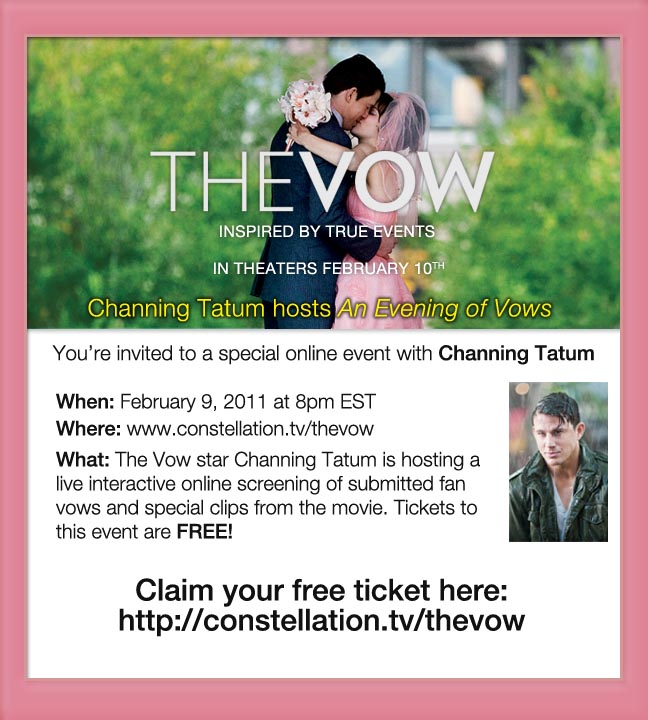 THEVOW
INSPIRED BY TRUE EVENTS
IN THEATERS FEBRUARY 10TH
Channing Tatum hosts An Evening of Vows
You're invited to a special online event with Channing Tatum
When: February 9, 2011 at 8pm EST
Where: www.constellation.tv/thevow
What: The Vow star Channing Tatum is hosting a
live interactive online screening of submitted fan
vows and special clips from the movie. Tickets to
this event are FREE!
Claim your free ticket here:
http://constellation.tv/thevow